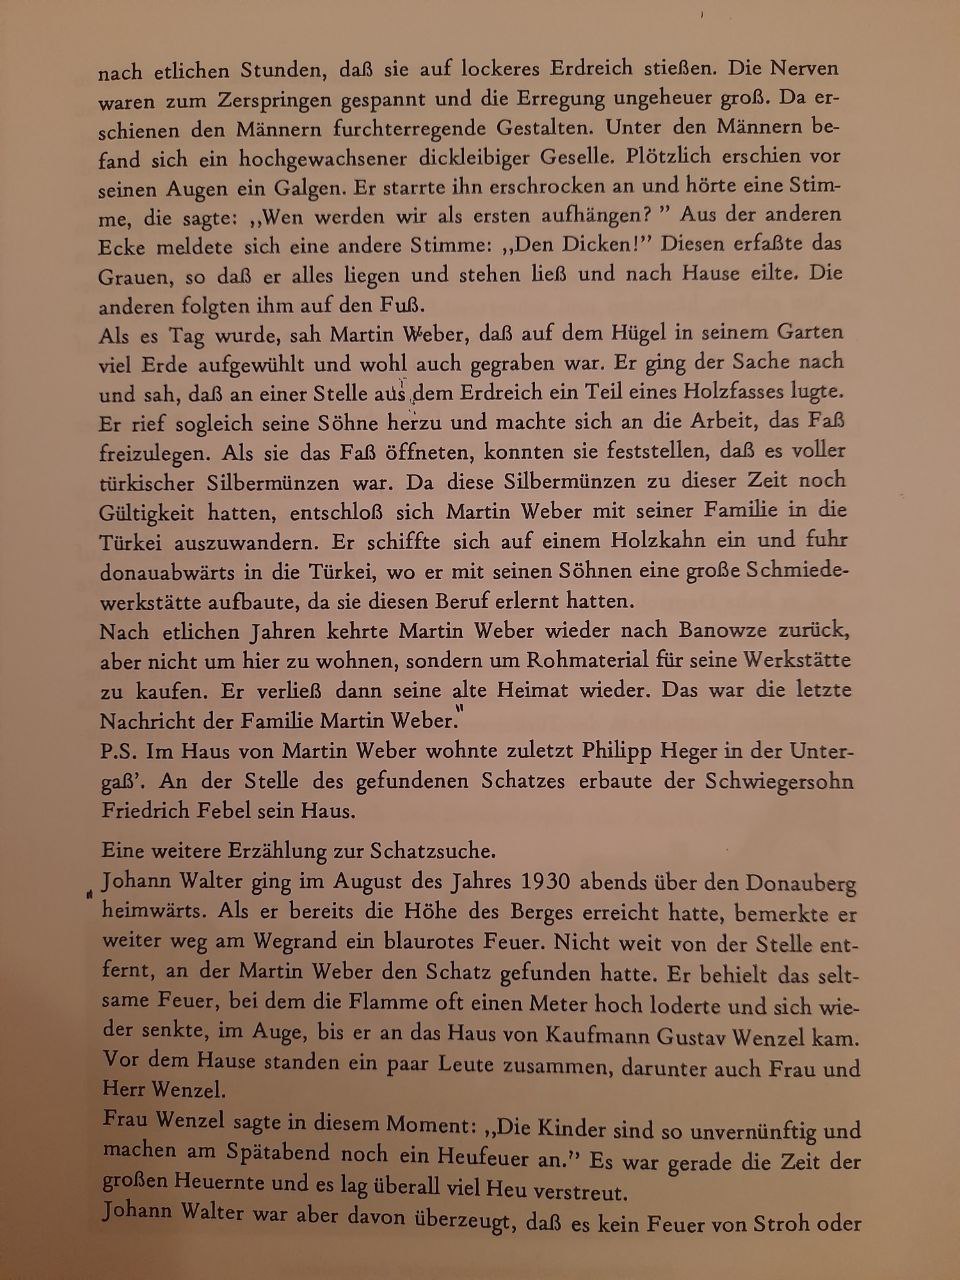 nach etlichen Stunden, daß sie auf lockeres Erdreich stießen. Die Nerven
waren zum Zerspringen gespannt und die Erregung ungeheuer groß. Da er-
schienen den Männern furchterregende Gestalten. Unter den Männern be-
fand sich ein hochgewachsener dickleibiger Geselle. Plötzlich erschien vor
seinen Augen ein Galgen. Er starrte ihn erschrocken an und hörte eine Stim-
me, die sagte: ,,Wen werden wir als ersten aufhängen? ” Aus der anderen
Ecke meldete sich eine andere Stimme: ,,Den Dicken!” Diesen erfaßte das
Grauen, so daß er alles liegen und stehen ließ und nach Hause eilte. Die
anderen folgten ihm auf den Fuß.
Als es Tag wurde, sah Martin Weber, daß auf dem Hügel in seinem Garten
viel Erde aufgewühlt und wohl auch gegraben war. Er ging der Sache nach
und sah, daß an einer Stelle aus dem Erdreich ein Teil eines Holzfasses lugte.
Er rief sogleich seine Söhne herzu und machte sich an die Arbeit, das Faß
freizulegen. Als sie das Faß öffneten, konnten sie feststellen, daß es voller
türkischer Silbermünzen war. Da diese Silbermünzen zu dieser Zeit noch
Gültigkeit hatten, entschloß sich Martin Weber mit seiner Familie in die
Türkei auszuwandern. Er schiffte sich auf einem Holzkahn ein und fuhr
donauabwärts in die Türkei, wo er mit seinen Söhnen eine große Schmiede-
werkstätte aufbaute, da sie diesen Beruf erlernt hatten.
Nach etlichen Jahren kehrte Martin Weber wieder nach Banowze zurück,
aber nicht um hier zu wohnen, sondern um Rohmaterial für seine Werkstätte
zu kaufen. Er verließ dann seine alte Heimat wieder. Das war die letzte
Nachricht der Familie Martin Weber."
P.S. Im Haus von Martin Weber wohnte zuletzt Philipp Heger in der Unter-
gaß’. An der Stelle des gefundenen Schatzes erbaute der Schwiegersohn
Friedrich Febel sein Haus.
Eine weitere Erzählung zur Schatzsuche.
„Johann Walter ging im August des Jahres 1930 abends über den Donauberg
heimwärts. Als er bereits die Höhe des Berges erreicht hatte, bemerkte er
weiter weg am Wegrand ein blaurotes Feuer. Nicht weit von der Stelle ent-
fernt, an der Martin Weber den Schatz gefunden hatte. Er behielt das selt-
same Feuer, bei dem die Flamme oft einen Meter hoch loderte und sich wie-
der senkte, im Auge, bis er an das Haus von Kaufmann Gustav Wenzel kam.
Vor dem Hause standen ein paar Leute zusammen, darunter auch Frau und
Herr Wenzel.
Frau Wenzel sagte in diesem Moment: ,,Die Kinder sind so unvernünftig und
machen am Spätabend noch ein Heufeuer an.” Es war gerade die Zeit der
großen Heuernte und es lag überall viel Heu verstreut.
Johann Walter war aber davon überzeugt, daß es kein Feuer von Stroh oder